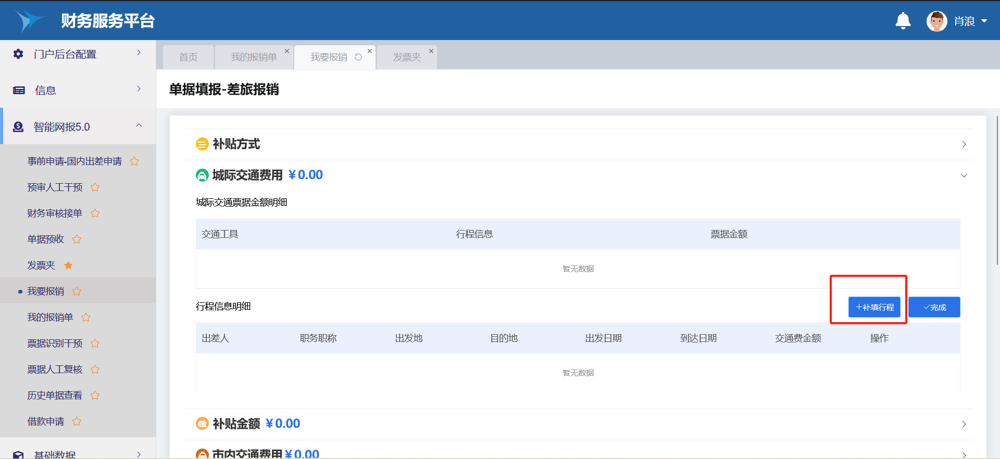 财务服务平台
肖浪
门户后台配置
信息
智能网报5.0
事前申请-国内出差申请
预审人工干预
财务审核接单
单据预收
发票夹
我要报销
我的报销单
票据识别干预
票据人工复核
历史单据查看
借款申请
基础数据
首页
我的报销单
我要报销
发票夹
单据填报-差旅报销
补贴方式
城际交通费用 ¥0.00
城际交通票据金额明细
交通工具 行程信息 票据金额
暂无数据
行程信息明细
+补填行程 ✓完成
出差人 职务职称 出发地 目的地 出发日期 到达日期 交通费金额 操作
暂无数据
补贴金额 ¥0.00
市内交通费用 ¥0.00